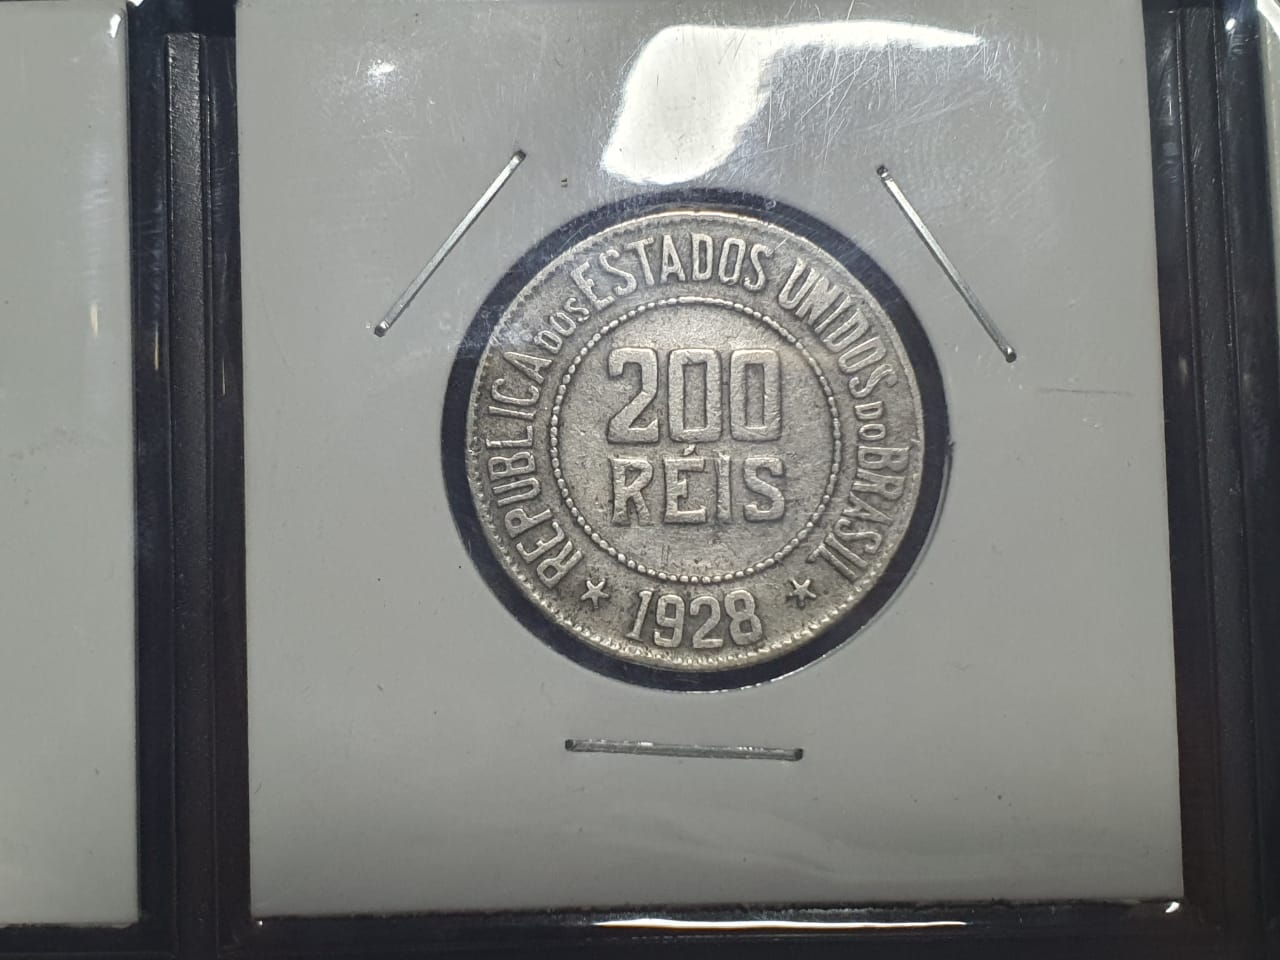 REPUBLICA DOS ESTADOS UNIDOS DO BRASIL
200
RÉIS
1928